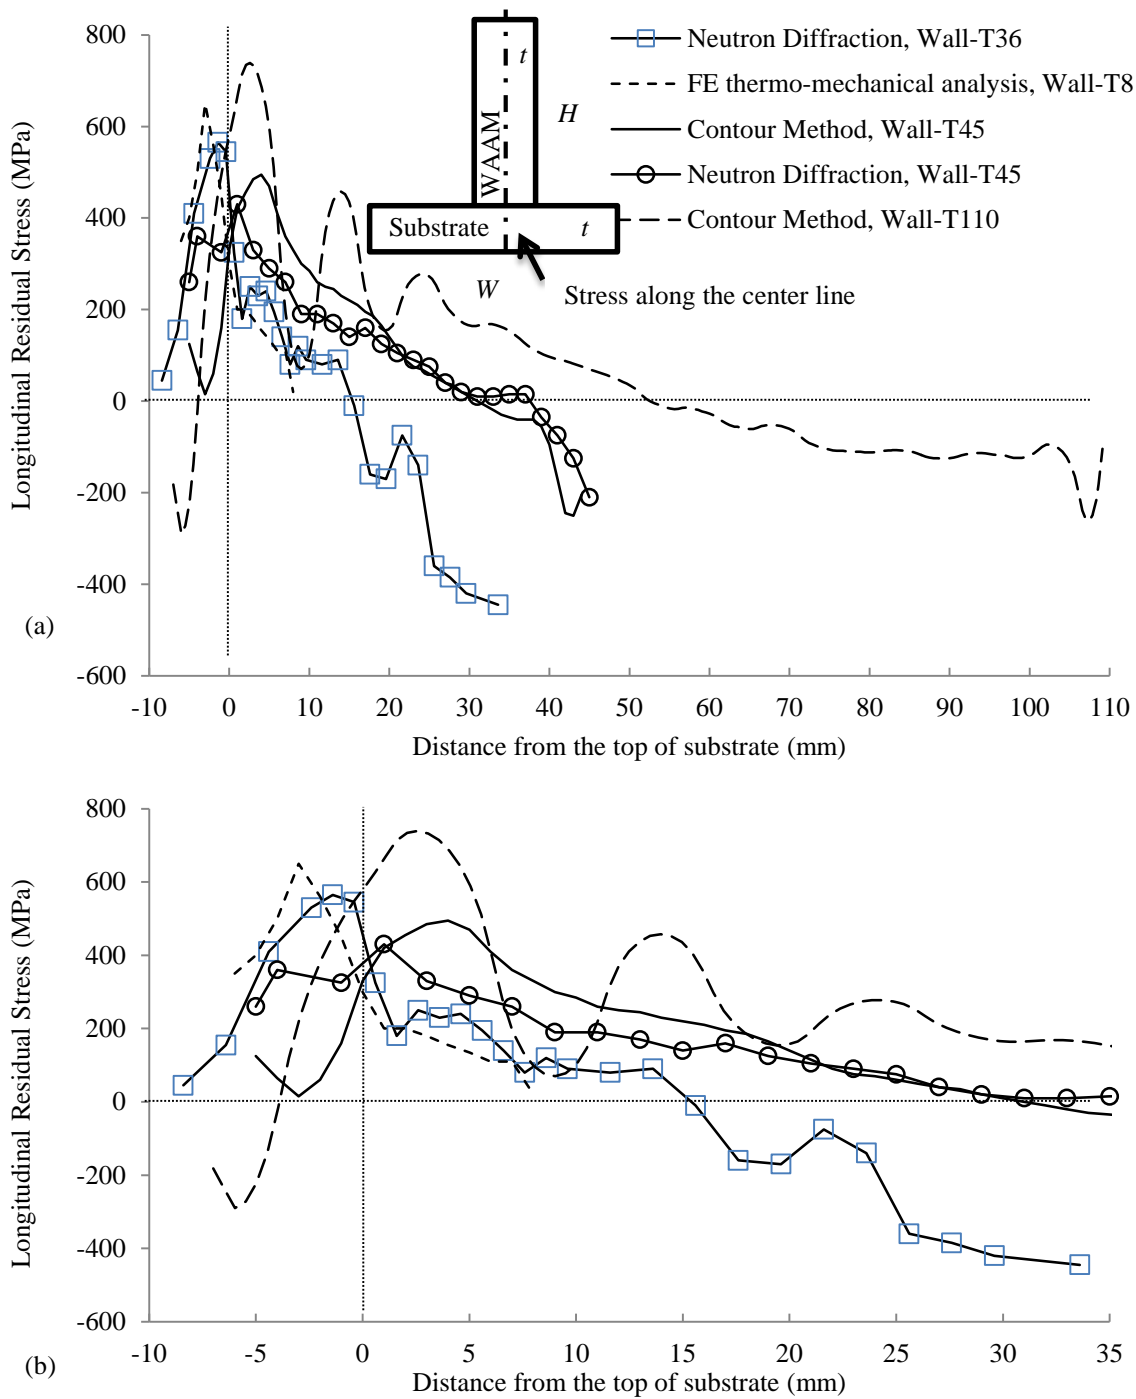 800
600
400
200
0
-200
-400
-600
Longitudinal Residual Stress (MPa)
Neutron Diffraction, Wall-T36
FE thermo-mechanical analysis, Wall-T8
Contour Method, Wall-T45
Neutron Diffraction, Wall-T45
Contour Method, Wall-T110
t
H
WAAM
Substrate
t
W
Stress along the center line
(a)
-10 0 10 20 30 40 50 60 70 80 90 100 110
Distance from the top of substrate (mm)
800
600
400
200
0
-200
-400
-600
Longitudinal Residual Stress (MPa)
(b)
-10 -5 0 5 10 15 20 25 30 35
Distance from the top of substrate (mm)